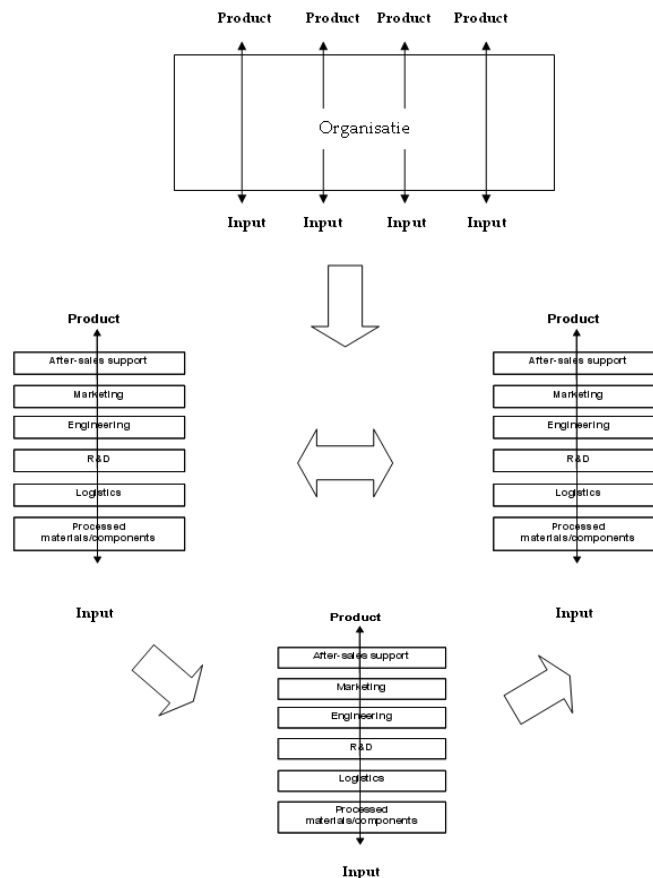 Product Product Product Product
Organisatie
Input Input Input Input
Product
After-sales support
Marketing
Engineering
R&D
Logistics
Processed
materials/components
Input
Product
After-sales support
Marketing
Engineering
R&D
Logistics
Processed
materials/components
Input
Product
After-sales support
Marketing
Engineering
R&D
Logistics
Processed
materials/components
Input